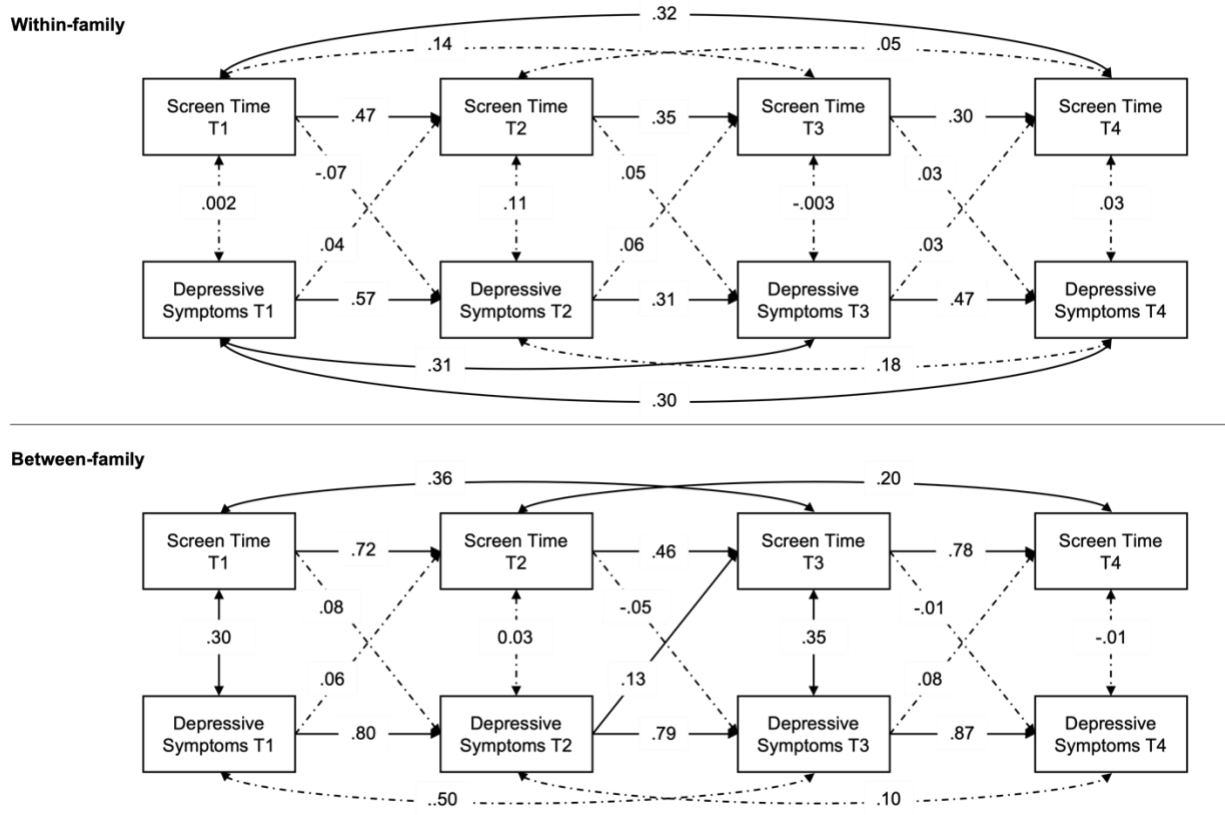 Within-family
.32
.14
.05
Screen Time
T1
.47
Screen Time
T2
.35
Screen Time
T3
.30
Screen Time
T4
-.07
.05
.03
.002
.11
-.003
.03
.04
.06
.03
Depressive
Symptoms T1
.57
Depressive
Symptoms T2
.31
Depressive
Symptoms T3
.47
Depressive
Symptoms T4
.31
.18
.30
Between-family
.36
.20
Screen Time
T1
.72
Screen Time
T2
.46
Screen Time
T3
.78
Screen Time
T4
.08
-.05
-.01
.30
0.03
.35
-.01
.06
.13
.08
Depressive
Symptoms T1
.80
Depressive
Symptoms T2
.79
Depressive
Symptoms T3
.87
Depressive
Symptoms T4
.50
.10